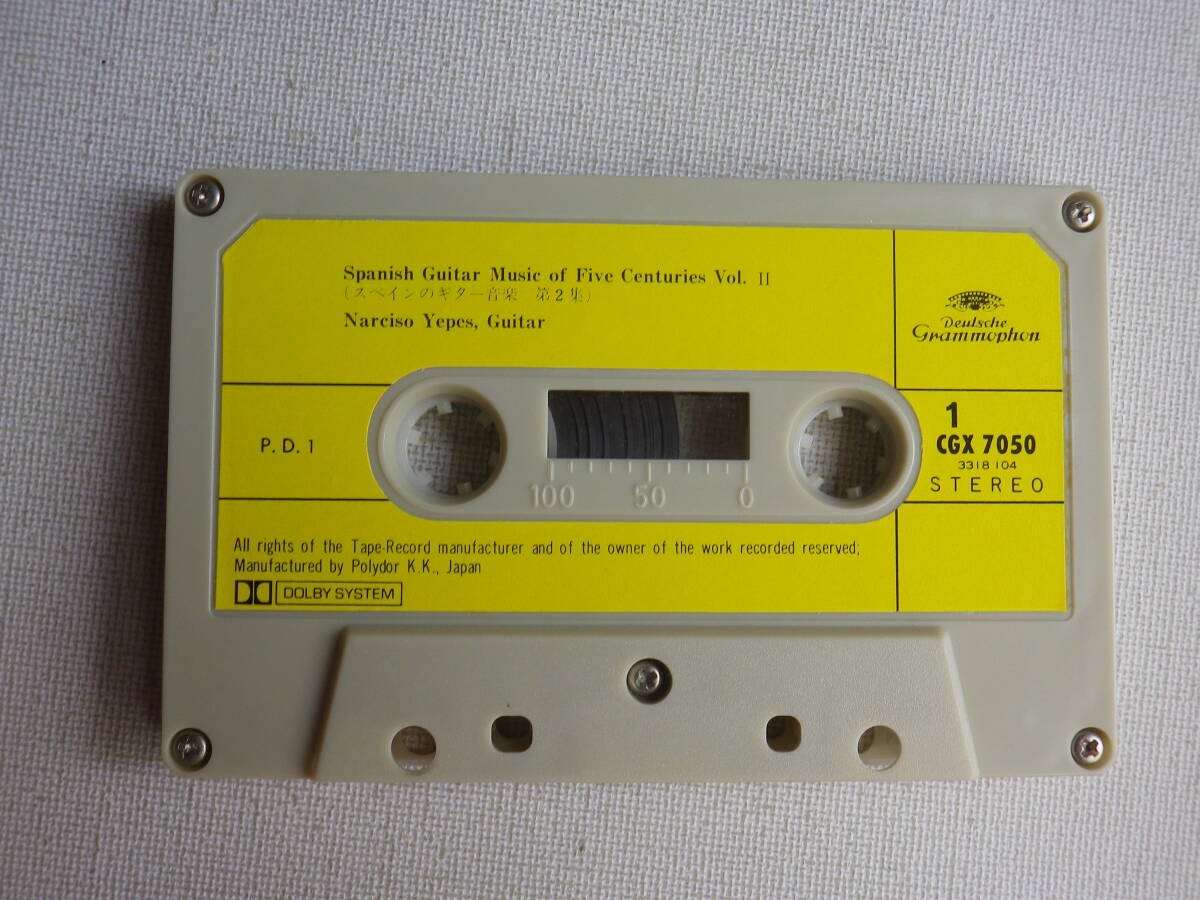 Spanish Guitar Music of Five Centuries Vol. II
(スペインのギター音楽 第2集)
Narciso Yepes, Guitar
Deutsche
Grammophon
P.D.1
1
CGX 7050
3318 104
STEREO
100 50 0
All rights of the Tape-Record manufacturer and of the owner of the work recorded reserved;
Manufactured by Polydor K.K., Japan
DOLBY SYSTEM